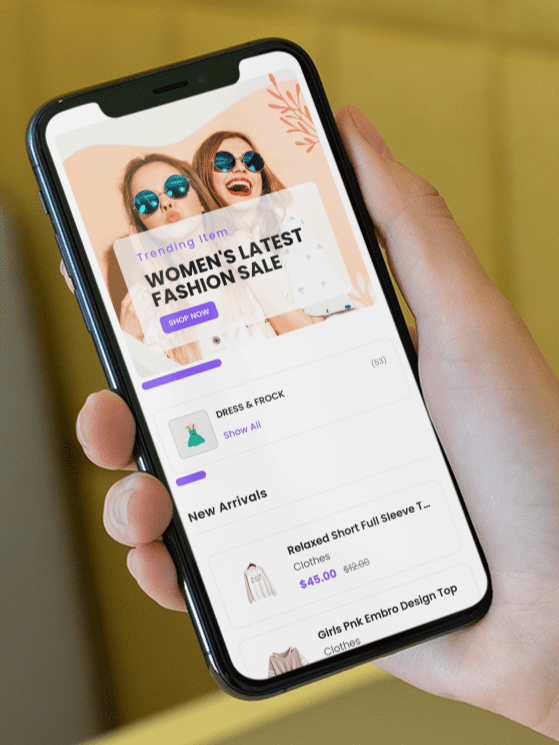 Trending Item
WOMEN'S LATEST
FASHION SALE
SHOP NOW
DRESS & FROCK
(53)
Show All
New Arrivals
Relaxed Short Full Sleeve T...
Clothes
$45.00 $12.00
Girls Pnk Embro Design Top
Clothes